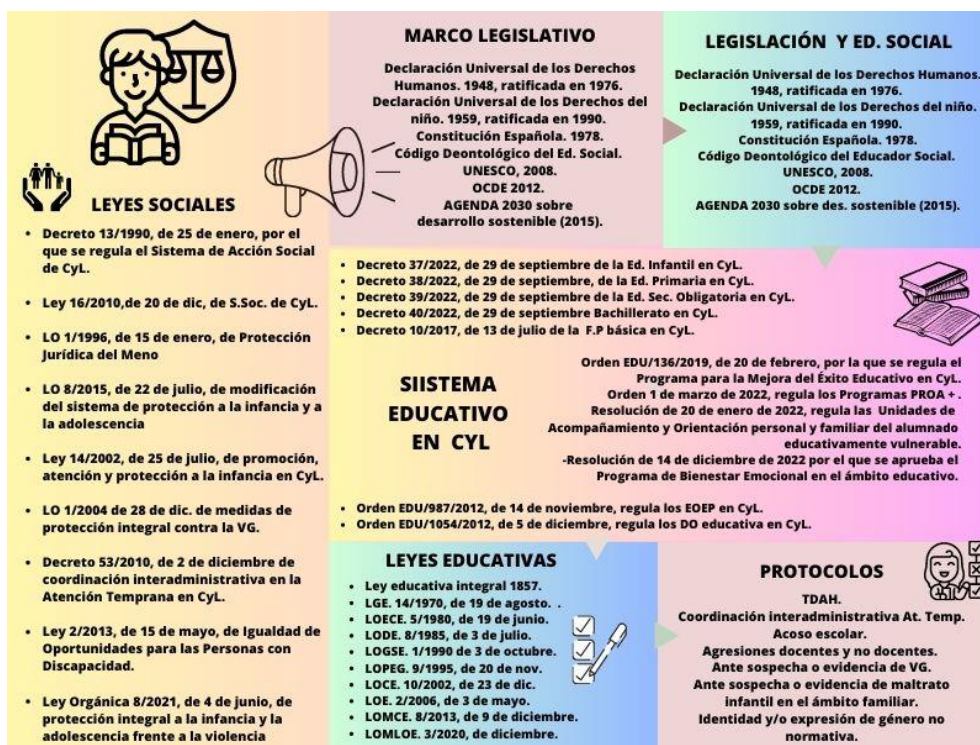 LEYES SOCIALES
• Decreto 13/1990, de 25 de enero, por el
que se regula el Sistema de Acción Social
de CyL.
• Ley 16/2010,de 20 de dic, de S.Soc. de CyL.
• LO 1/1996, de 15 de enero, de Protección
Jurídica del Meno
• LO 8/2015, de 22 de julio, de modificación
del sistema de protección a la infancia y a
la adolescencia
• Ley 14/2002, de 25 de julio, de promoción,
atención y protección a la infancia en CyL.
• LO 1/2004 de 28 de dic. de medidas de
protección integral contra la VG.
• Decreto 53/2010, de 2 de diciembre de
coordinación interadministrativa en la
Atención Temprana en CyL.
• Ley 2/2013, de 15 de mayo, de Igualdad de
Oportunidades para las Personas con
Discapacidad.
• Ley Orgánica 8/2021, de 4 de junio, de
protección integral a la infancia y la
adolescencia frente a la violencia
MARCO LEGISLATIVO
Declaración Universal de los Derechos
Humanos. 1948, ratificada en 1976.
Declaración Universal de los Derechos del
niño. 1959, ratificada en 1990.
Constitución Española. 1978.
Código Deontológico del Ed. Social.
UNESCO, 2008.
OCDE 2012.
AGENDA 2030 sobre
desarrollo sostenible (2015).
LEGISLACIÓN Y ED. SOCIAL
Declaración Universal de los Derechos Humanos.
1948, ratificada en 1976.
Declaración Universal de los Derechos del niño.
1959, ratificada en 1990.
Constitución Española. 1978.
Código Deontológico del Educador Social.
UNESCO, 2008.
OCDE 2012.
AGENDA 2030 sobre des. sostenible (2015).
• Decreto 37/2022, de 29 de septiembre de la Ed. Infantil en CyL.
• Decreto 38/2022, de 29 de septiembre, de la Ed. Primaria en CyL.
• Decreto 39/2022, de 29 de septiembre de la Ed. Sec. Obligatoria en CyL.
• Decreto 40/2022, de 29 de septiembre Bachillerato en CyL.
• Decreto 10/2017, de 13 de julio de la F.P básica en CyL.
SIISTEMA
EDUCATIVO
EN CYL
Orden EDU/136/2019, de 20 de febrero, por la que se regula el
Programa para la Mejora del Éxito Educativo en CyL.
Orden 1 de marzo de 2022, regula los Programas PROA + .
Resolución de 20 de enero de 2022, regula las Unidades de
Acompañamiento y Orientación personal y familiar del alumnado
educativamente vulnerable.
-Resolución de 14 de diciembre de 2022 por el que se aprueba el
Programa de Bienestar Emocional en el ámbito educativo.
• Orden EDU/987/2012, de 14 de noviembre, regula los EOEP en CyL.
• Orden EDU/1054/2012, de 5 de diciembre, regula los DO educativa en CyL.
LEYES EDUCATIVAS
• Ley educativa integral 1857.
• LGE. 14/1970, de 19 de agosto. .
• LOECE. 5/1980, de 19 de junio.
• LODE. 8/1985, de 3 de julio.
• LOGSE. 1/1990 de 3 de octubre.
• LOPEG. 9/1995, de 20 de nov.
• LOCE. 10/2002, de 23 de dic.
• LOE. 2/2006, de 3 de mayo.
• LOMCE. 8/2013, de 9 de diciembre.
• LOMLOE. 3/2020, de diciembre.
PROTOCOLOS
TDAH.
Coordinación interadministrativa At. Temp.
Acoso escolar.
Agresiones docentes y no docentes.
Ante sospecha o evidencia de VG.
Ante sospecha o evidencia de maltrato
infantil en el ámbito familiar.
Identidad y/o expresión de género no
normativa.